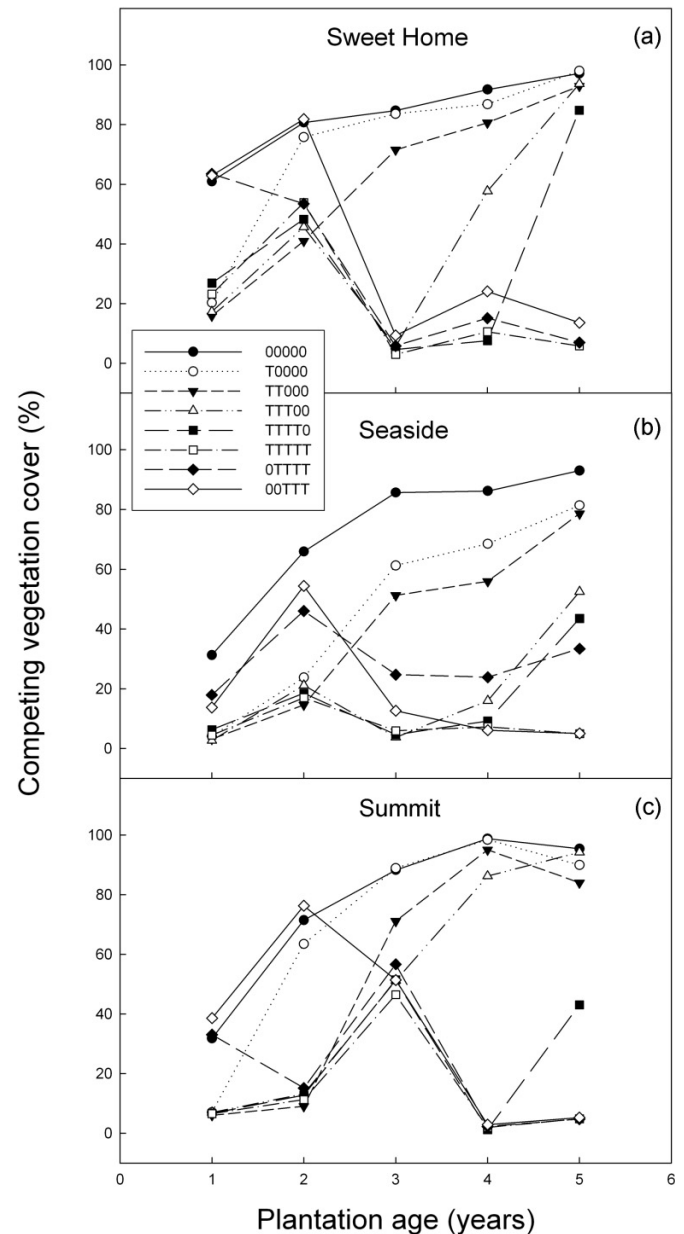 Sweet Home
(a)
100
80
60
40
20
0
00000
T0000
TT000
TTT00
TTTT0
TTTTT
0TTTT
00TTT
Competing vegetation cover (%)
Seaside
(b)
100
80
60
40
20
0
Summit
(c)
100
80
60
40
20
0
0 1 2 3 4 5 6
Plantation age (years)